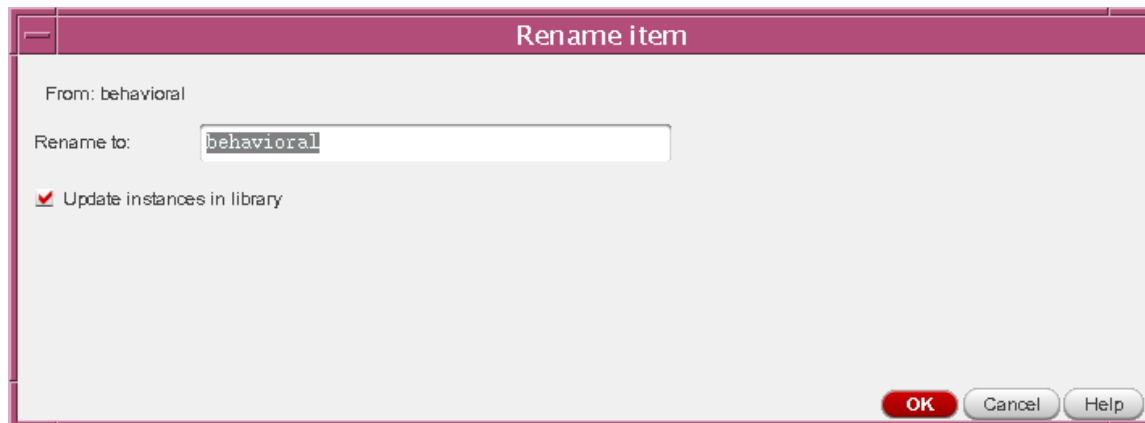 Rename item
From: behavioral
Rename to: behavioral
Update instances in library
OK Cancel Help